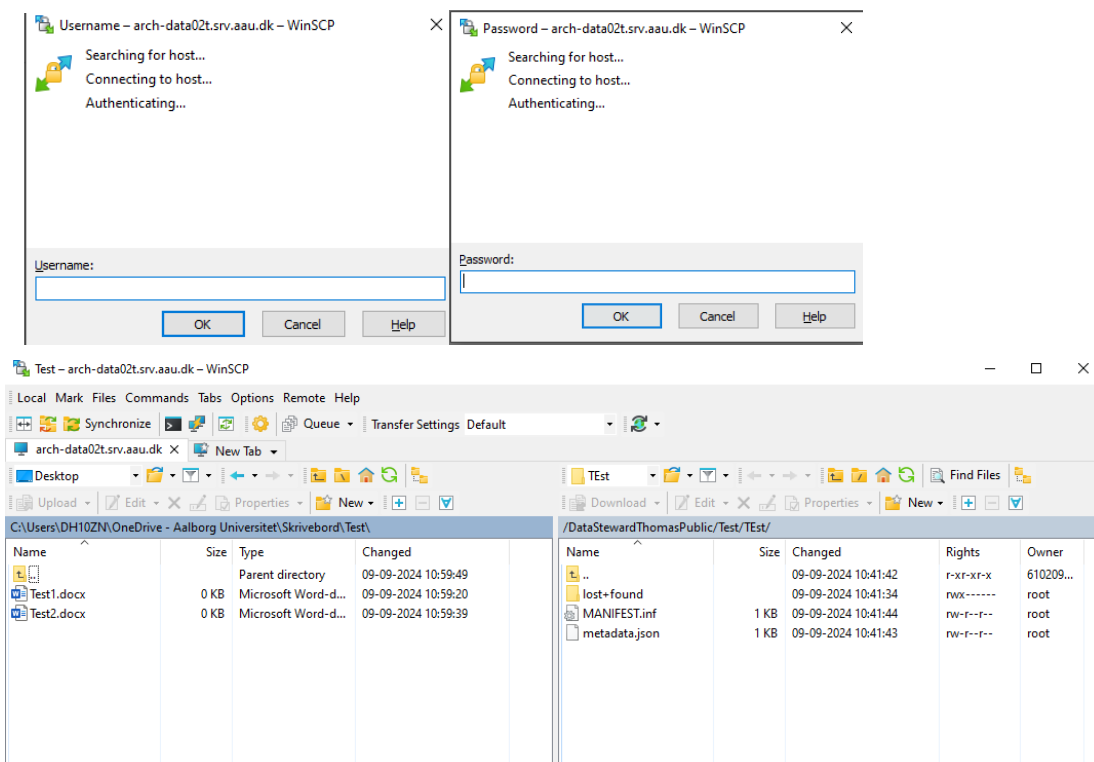 Username – arch-data02t.srv.aau.dk – WinSCP
Searching for host...
Connecting to host...
Authenticating...
Username:
OK Cancel Help
Password – arch-data02t.srv.aau.dk – WinSCP
Searching for host...
Connecting to host...
Authenticating...
Password:
OK Cancel Help
Test – arch-data02t.srv.aau.dk – WinSCP
Local Mark Files Commands Tabs Options Remote Help
Synchronize Queue Transfer Settings Default
arch-data02t.srv.aau.dk New Tab
Desktop TEst Find Files
Upload Edit Properties New Download Edit Properties New
C:\Users\DH10ZN\OneDrive - Aalborg Universitet\Skrivebord\Test\ /DataStewardThomasPublic/Test/TEst/
Name Size Type Changed Name Size Changed Rights Owner
.. Parent directory 09-09-2024 10:59:49 .. 09-09-2024 10:41:42 r-xr-xr-x 610209...
Test1.docx 0 KB Microsoft Word-d... 09-09-2024 10:59:20 lost+found 09-09-2024 10:41:34 rwx------ root
Test2.docx 0 KB Microsoft Word-d... 09-09-2024 10:59:39 MANIFEST.inf 1 KB 09-09-2024 10:41:44 rw-r--r-- root
metadata.json 1 KB 09-09-2024 10:41:43 rw-r--r-- root